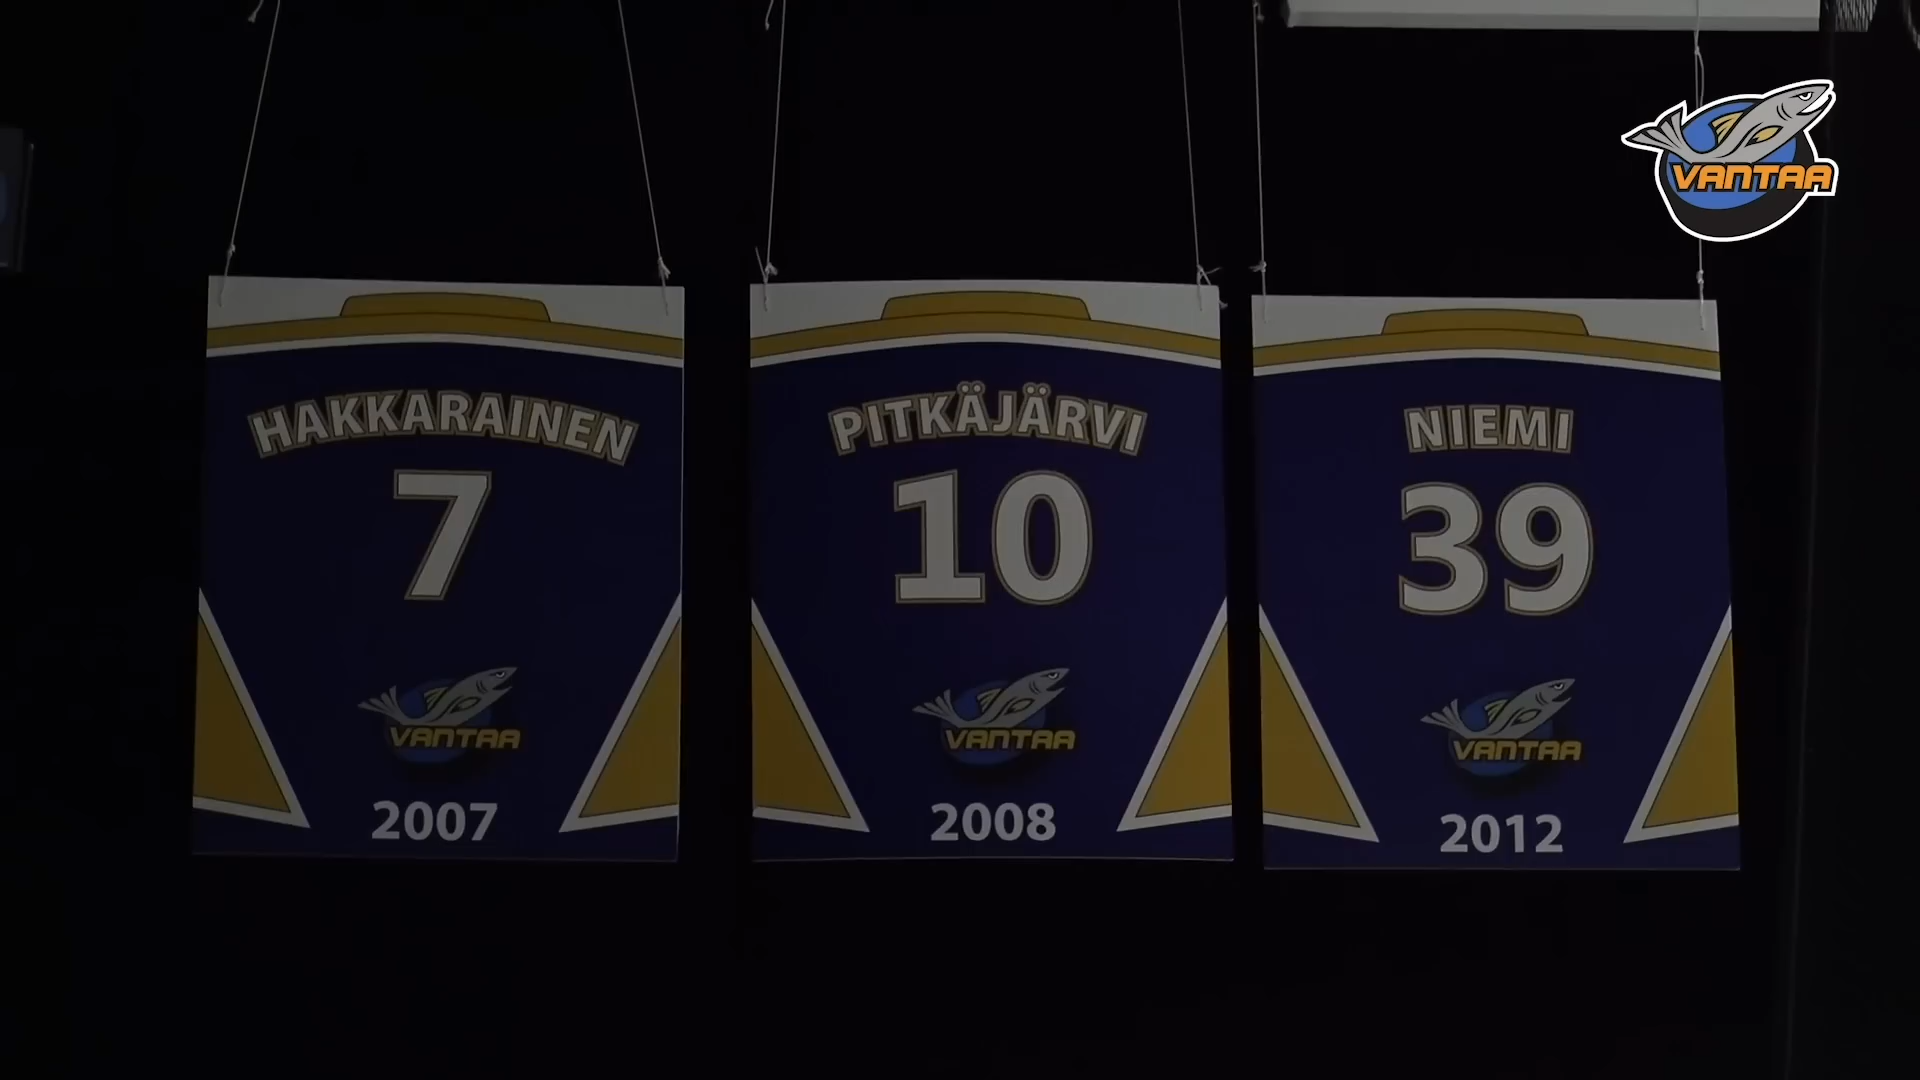 VANTAA
HAKKARAINEN
7
VANTAA
2007
PITKÄJÄRVI
10
VANTAA
2008
NIEMI
39
VANTAA
2012